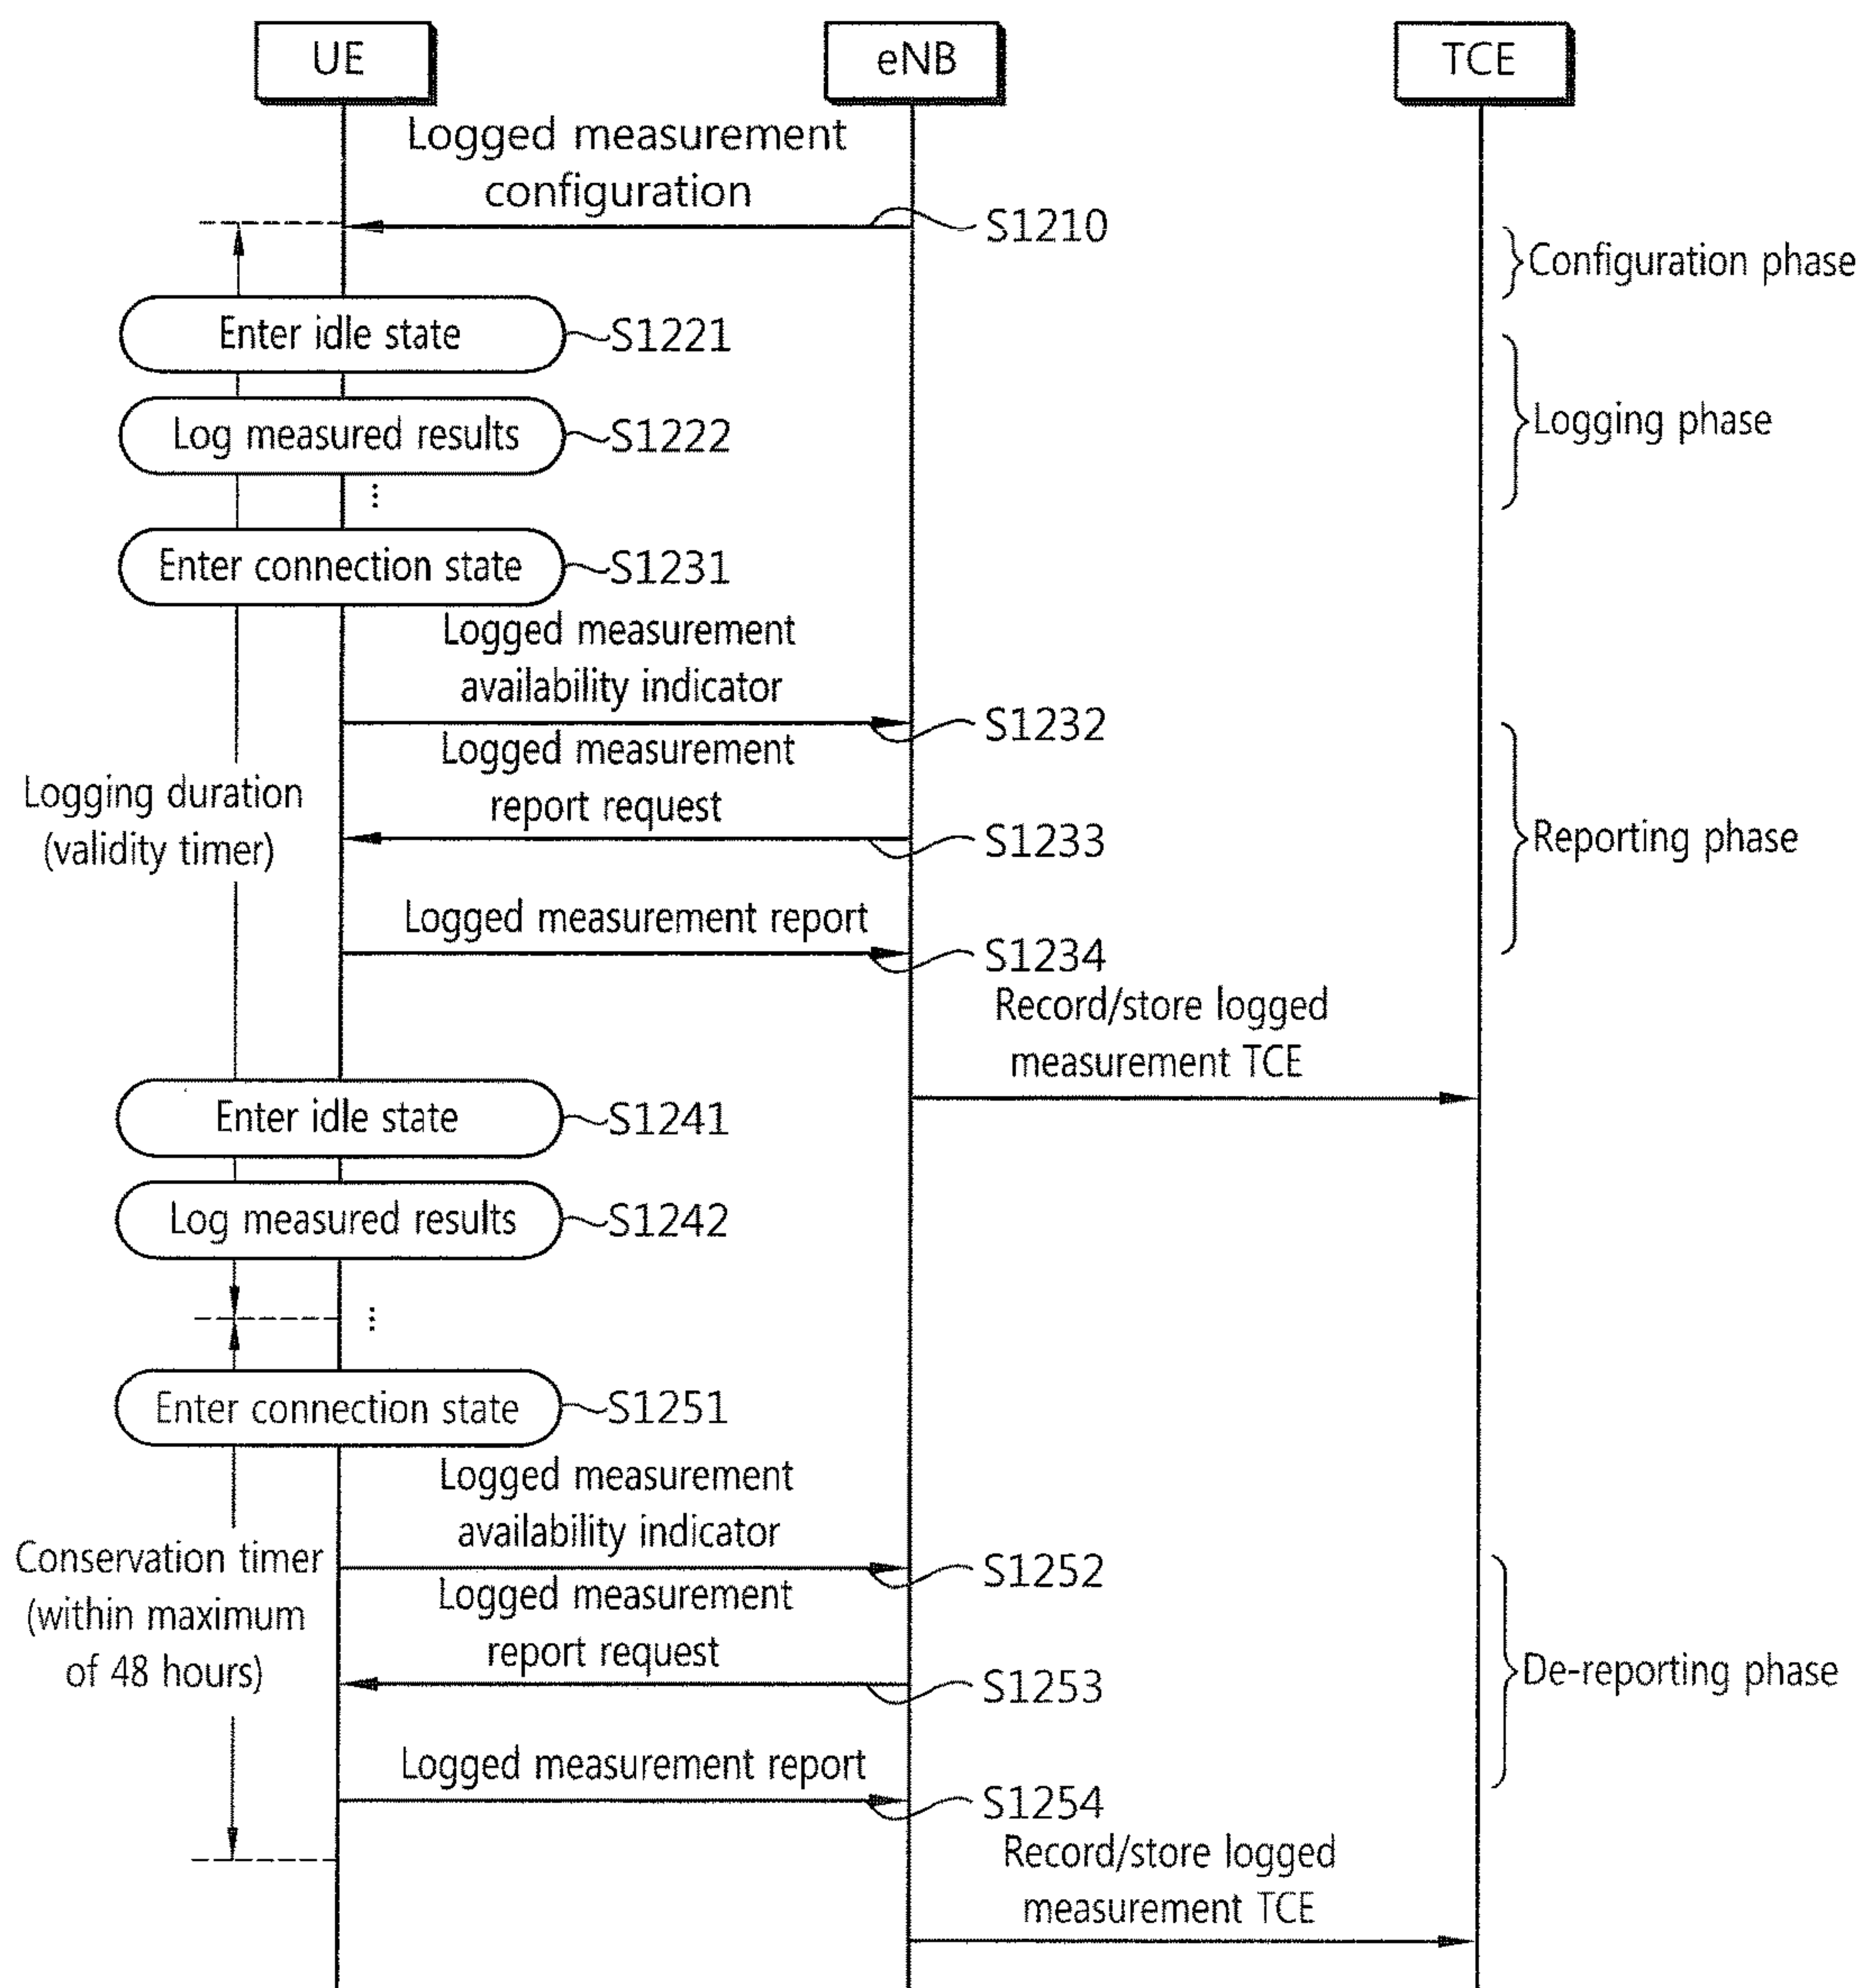 UE
eNB
TCE
Logged measurement
configuration
S1210
Configuration phase
Enter idle state
S1221
Logging phase
Log measured results
S1222
...
Enter connection state
S1231
Logged measurement
availability indicator
S1232
Logged measurement
report request
S1233
Logging duration
(validity timer)
Reporting phase
Logged measurement report
S1234
Record/store logged
measurement TCE
Enter idle state
S1241
Log measured results
S1242
...
Enter connection state
S1251
Logged measurement
availability indicator
S1252
Logged measurement
report request
S1253
Conservation timer
(within maximum
of 48 hours)
De-reporting phase
Logged measurement report
S1254
Record/store logged
measurement TCE